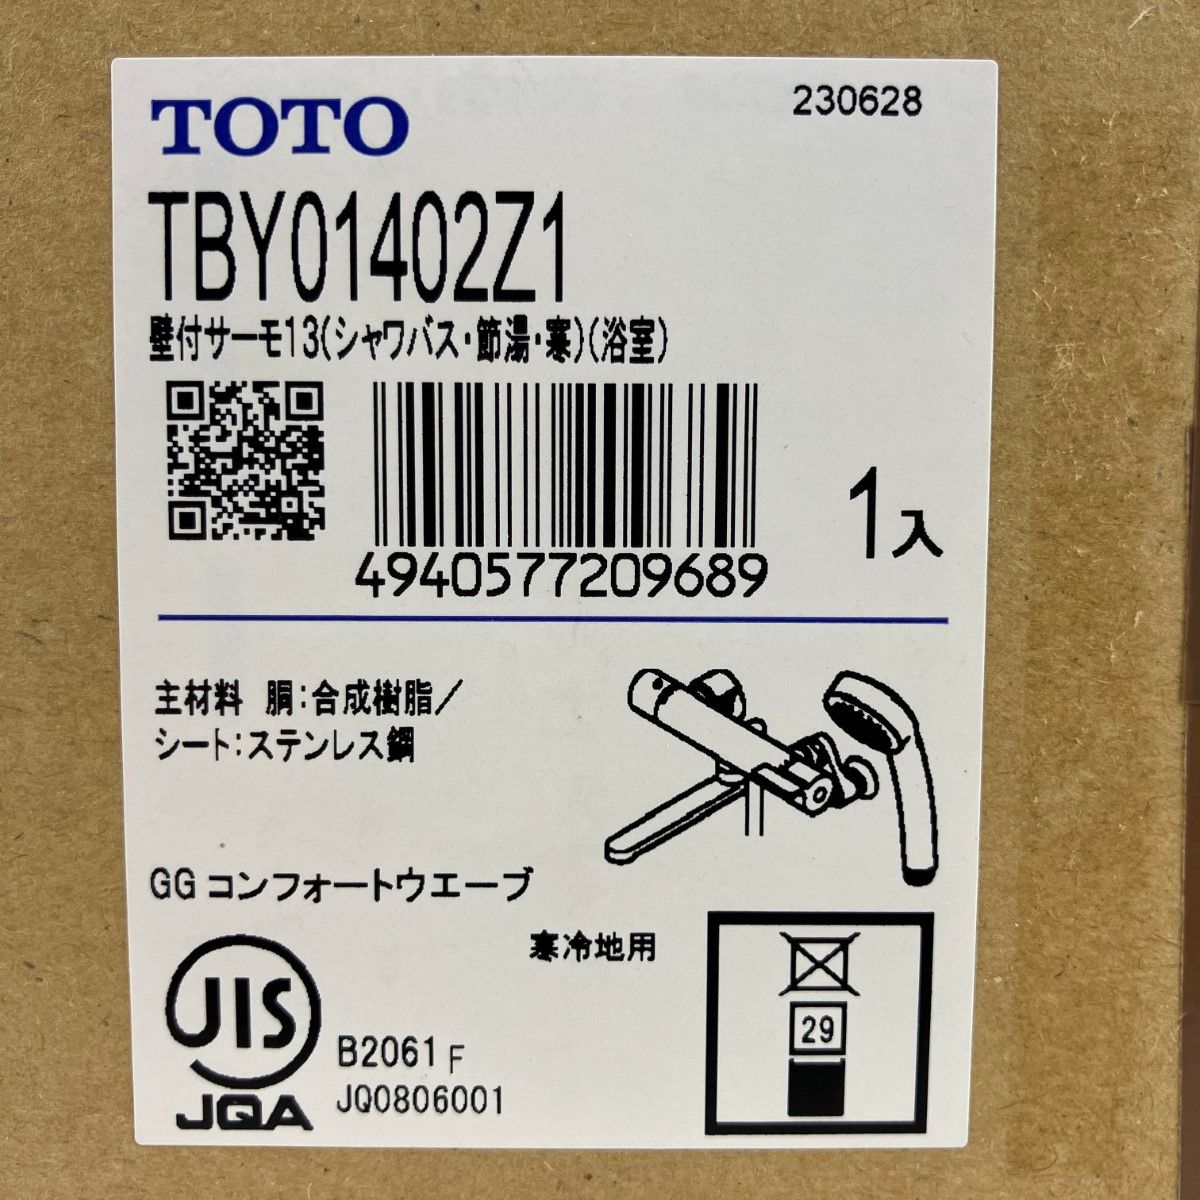 TOTO
230628
TBY01402Z1
壁付サーモ13(シャワバス・節湯・寒)(浴室)
4940577209689
1入
主材料 胴:合成樹脂/
シート:ステンレス鋼
GG コンフォートウエーブ
寒冷地用
29
JIS
B2061 F
JQA
JQ0806001